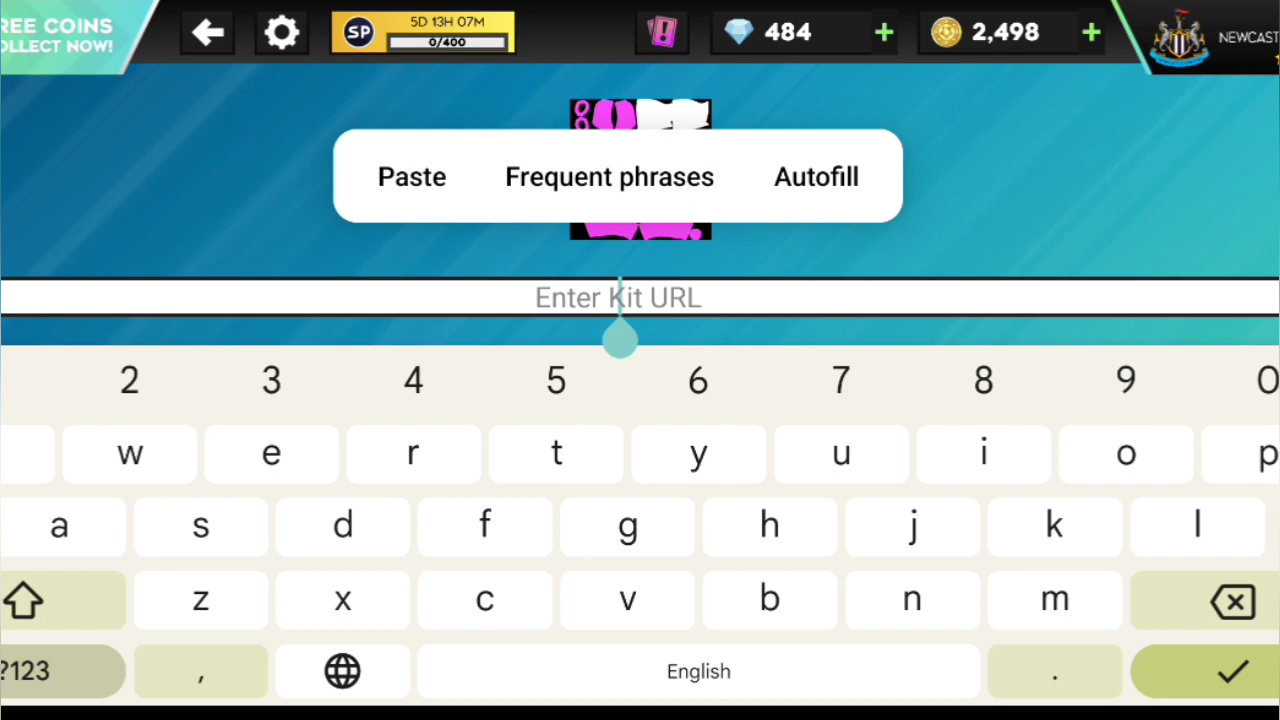 REE COINS
OLLECT NOW!
SP
5D 13H 07M
0/400
484
+
2,498
+
NEWCAST
Paste
Frequent phrases
Autofill
Enter Kit URL
2 3 4 5 6 7 8 9 0
w e r t y u i o p
a s d f g h j k l
z x c v b n m
?123 , English .